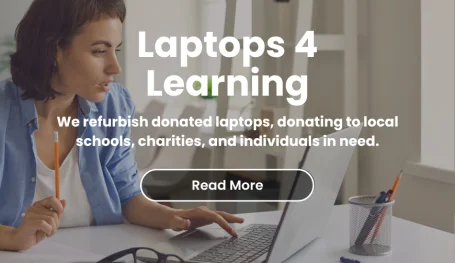 Laptops 4
Learning
We refurbish donated laptops, donating to local
schools, charities, and individuals in need.
Read More